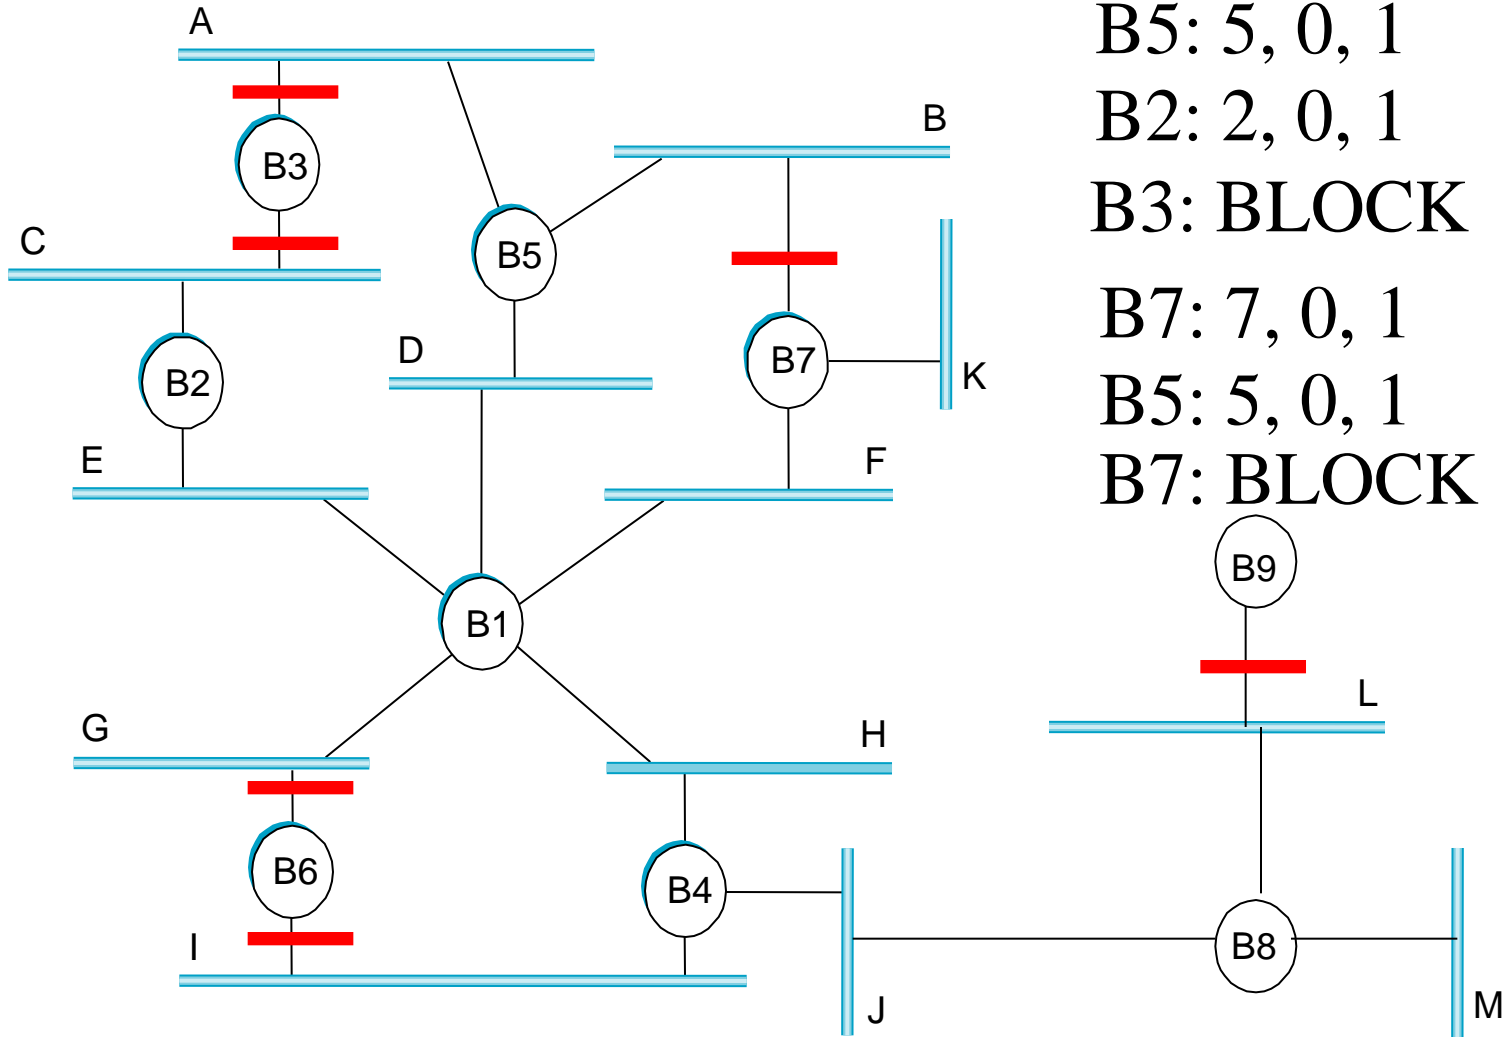 A
B5: 5, 0, 1
B
B2: 2, 0, 1
B3
B3: BLOCK
C
B5
B7: 7, 0, 1
D
B7
K
B2
B5: 5, 0, 1
E
F
B7: BLOCK
B9
B1
L
G
H
B6
B4
I
B8
J
M